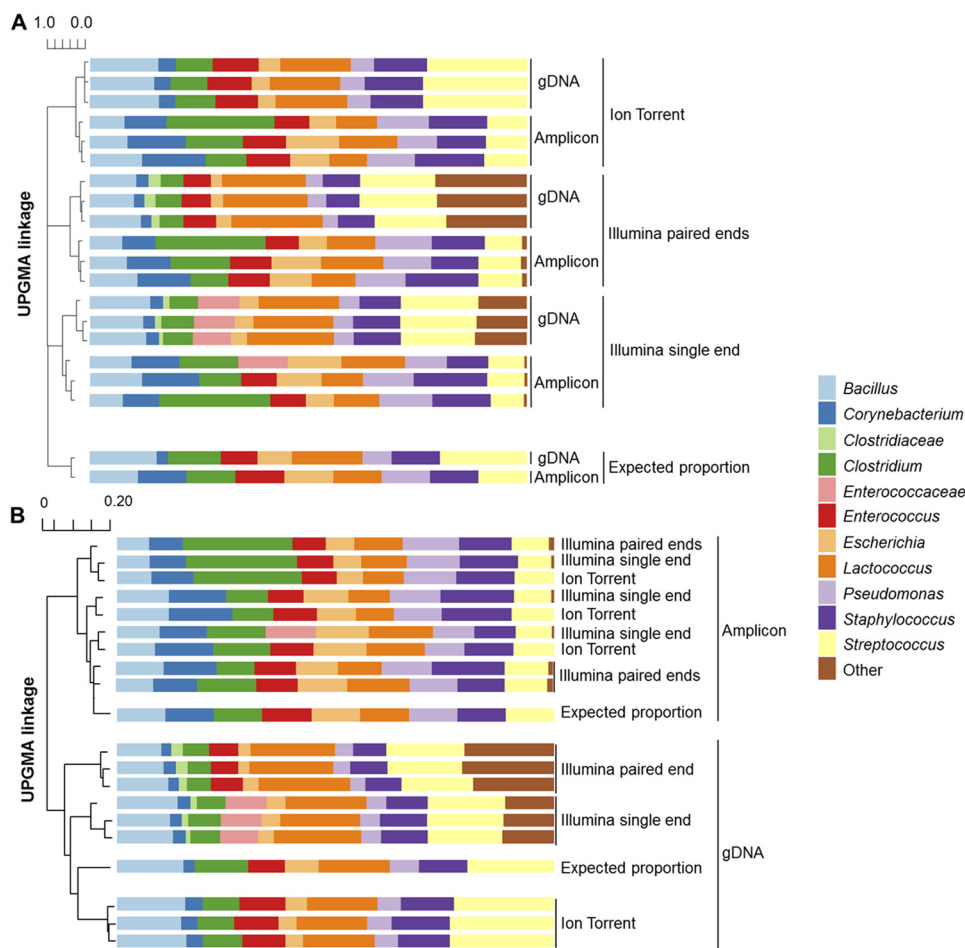 A
1.0 0.0
UPGMA linkage
gDNA
Amplicon
Ion Torrent
gDNA
Amplicon
Illumina paired ends
gDNA
Amplicon
Illumina single end
gDNA
Amplicon
Expected proportion
Bacillus
Corynebacterium
Clostridiaceae
Clostridium
Enterococcaceae
Enterococcus
Escherichia
Lactococcus
Pseudomonas
Staphylococcus
Streptococcus
Other
B
0 0.20
UPGMA linkage
Illumina paired ends
Illumina single end
Ion Torrent
Illumina single end
Ion Torrent
Illumina single end
Ion Torrent
Illumina paired ends
Expected proportion
Amplicon
Illumina paired end
Illumina single end
Expected proportion
Ion Torrent
gDNA